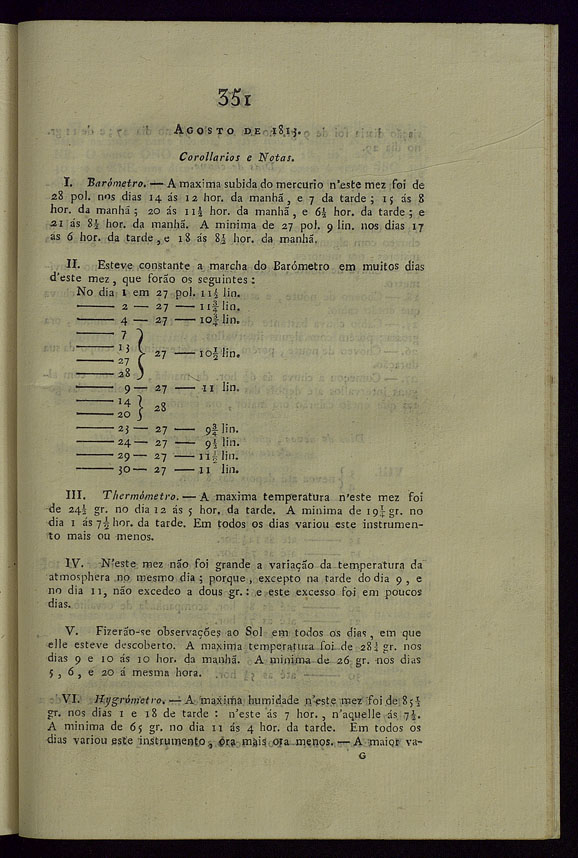 351
AGOSTO DE 1813.
Corollarios e Notas.
I. Barómetro. — A maxima subida do mercurio n'este mez foi de
28 pol. nos dias 14 ás 12 hor. da manhã, e 7 da tarde; 15 ás 8
hor. da manhã; 20 ás 11½ hor. da manhã, e 6½ hor. da tarde; e
21 ás 8½ hor. da manhã. A minima de 27 pol. 9 lin. nos dias 17
ás 6 hor. da tarde, e 18 ás 8½ hor. da manhã.
II. Esteve constante a marcha do Barómetro em muitos dias
d'este mez, que forão os seguintes:
No dia 1 em 27 pol. 11½ lin.
—— 2 — 27 — 11¾ lin.
—— 4 — 27 — 10¾ lin.
—— 7
—— 13
27 — 10½ lin.
—— 27
—— 28
—— 9 — 27 — 11 lin.
—— 14
28
—— 20
—— 23 — 27 — 9¾ lin.
—— 24 — 27 — 9½ lin.
—— 29 — 27 — 11½ lin.
—— 30 — 27 — 11 lin.
III. Thermómetro. — A maxima temperatura n'este mez foi
de 24½ gr. no dia 12 ás 5 hor. da tarde. A minima de gr. no
dia 1 ás 7½ hor. da tarde. Em todos os dias variou este instrumen-
to mais ou menos.
IV. N'este mez não foi grande a variação da temperatura da
atmosphera no mesmo dia; porque, excepto na tarde do dia 9, e
no dia 11, não excedeo a dous gr.: e este excesso foi em poucos
dias.
V. Fizerão-se observações ao Sol em todos os dias, em que
elle esteve descoberto. A maxima temperatura foi de gr. nos
dias 9 e 10 ás 10 hor. da manhã. A minima de 26 gr. nos dias
5, 6, e 20 á mesma hora.
VI. Hygrómetro. — A maxima humidade n'este mez foi de 85½
gr. nos dias 1 e 18 de tarde: n'este ás 7 hor., n'aquelle ás 7½.
A minima de 65 gr. no dia 11 ás 4 hor. da tarde. Em todos os
dias variou este instrumento, óra mais ora menos. — A maior va-
G